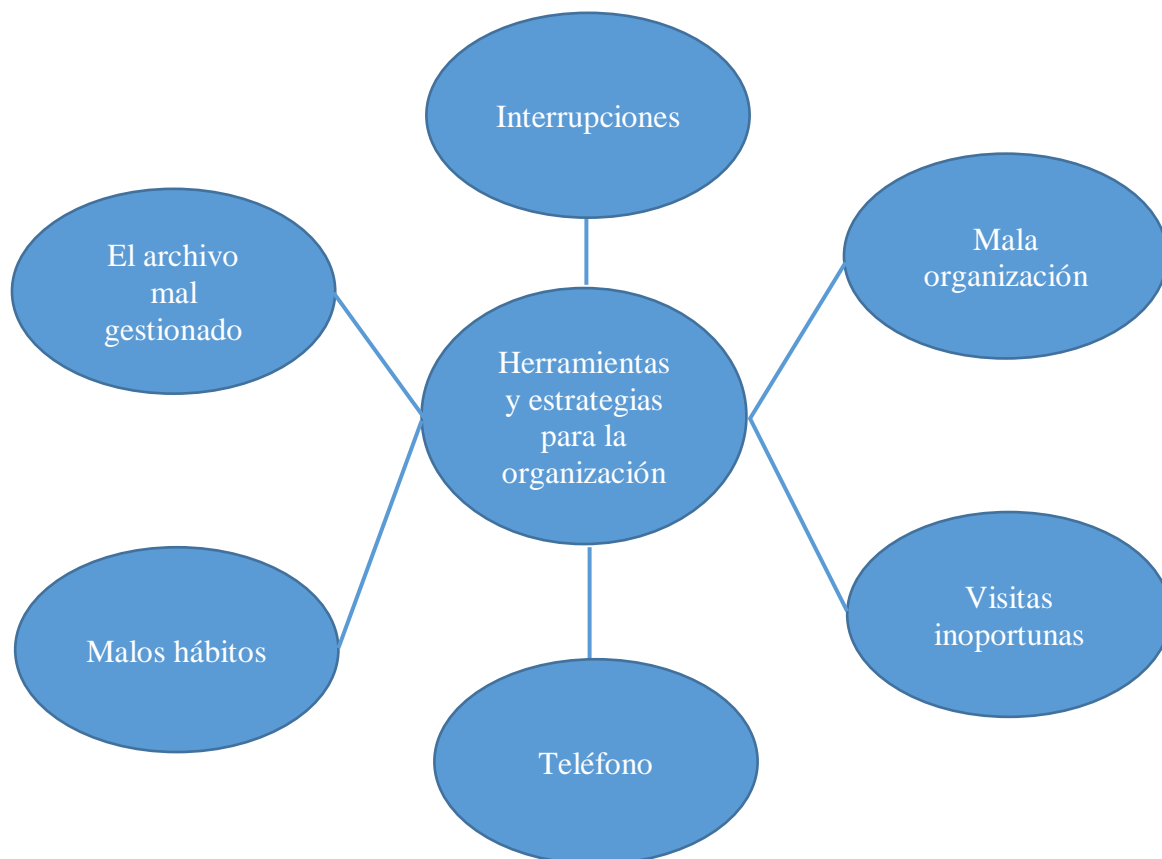 Interrupciones
El archivo
mal
gestionado
Mala
organización
Herramientas
y estrategias
para la
organización
Malos hábitos
Visitas
inoportunas
Teléfono